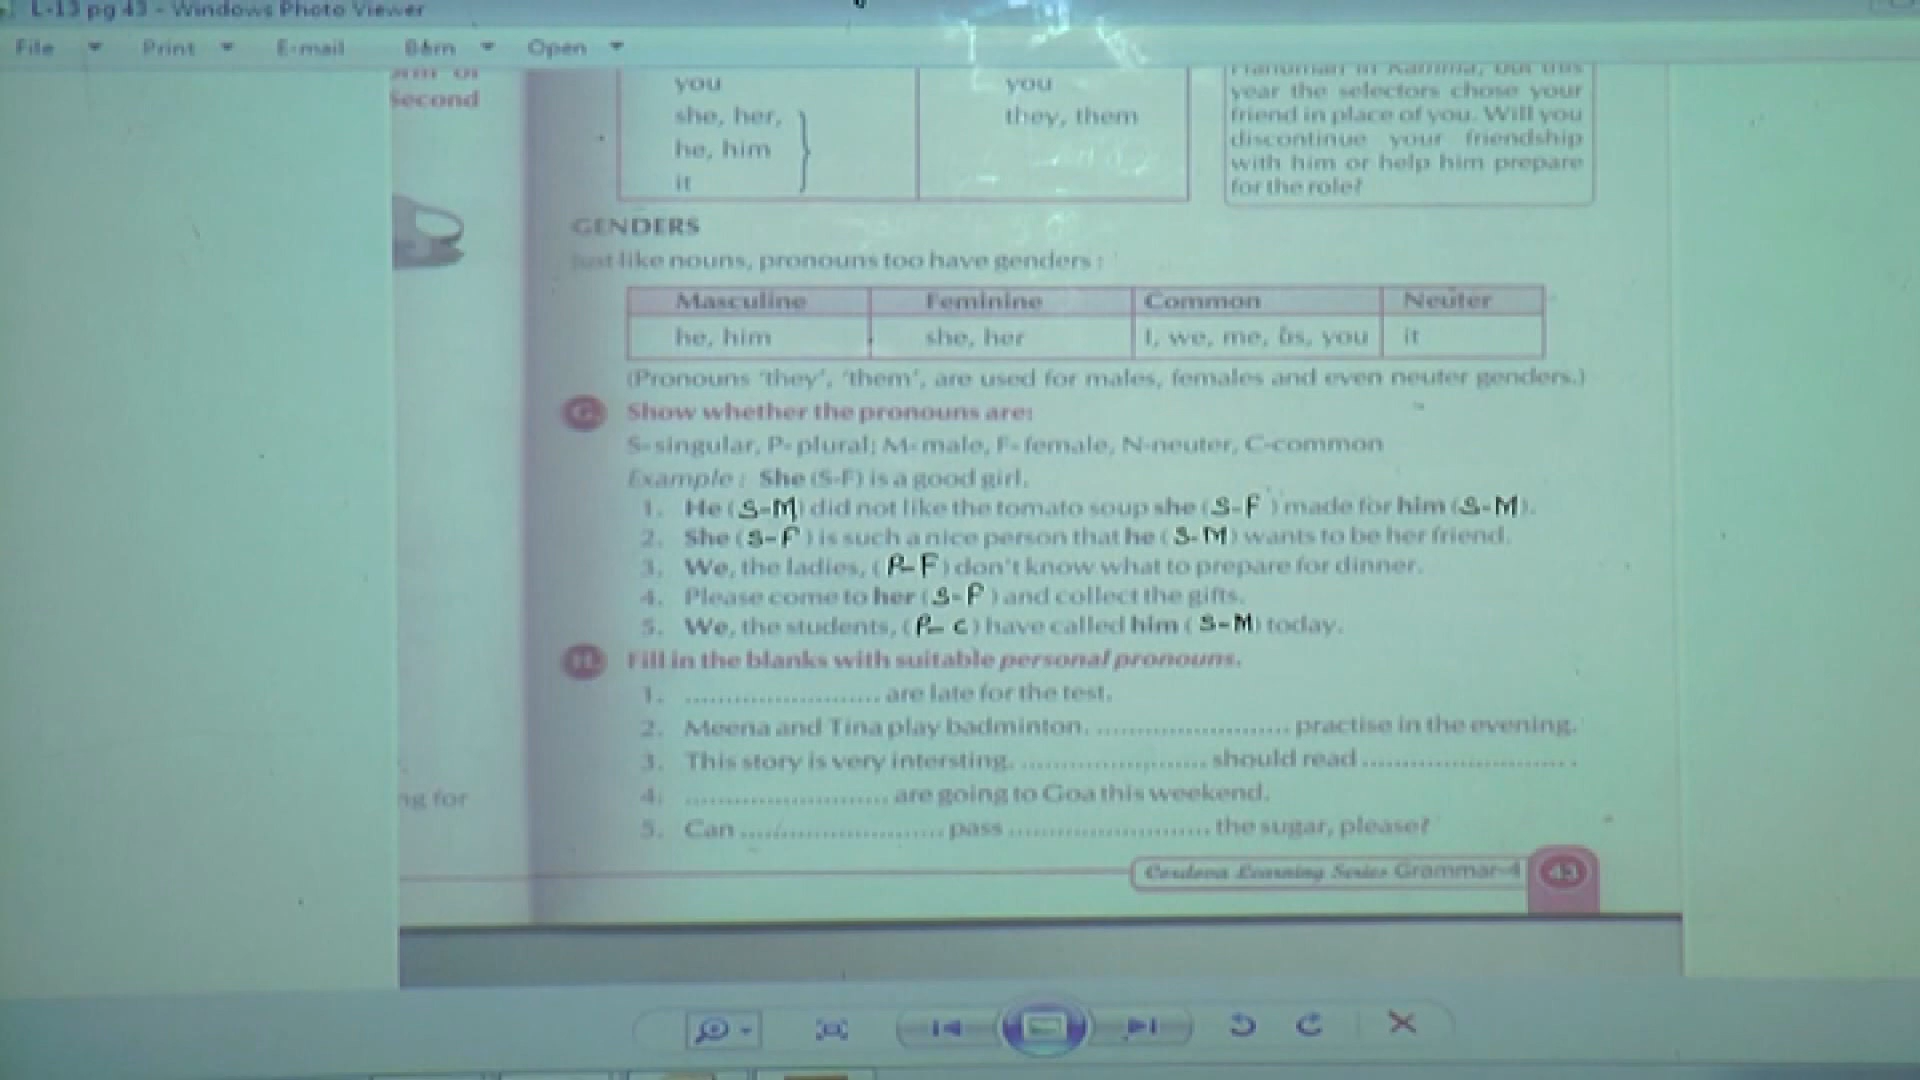 L-13 pg 43 - Windows Photo Viewer
File Print E-mail Burn Open
Second
you you
she, her, they, them
he, him
it
year the selectors chose your
friend in place of you. Will you
discontinue your friendship
with him or help him prepare
for the role?
GENDERS
Just like nouns, pronouns too have genders :
Masculine Feminine Common Neuter
he, him she, her I, we, me, us, you it
(Pronouns 'they', 'them', are used for males, females and even neuter genders.)
G. Show whether the pronouns are:
S-singular, P-plural; M-male, F-female, N-neuter, C-common
Example : She (S-F) is a good girl.
1. He (S-M) did not like the tomato soup she (S-F) made for him (S-M).
2. She (S-F) is such a nice person that he (S-M) wants to be her friend.
3. We, the ladies, (P-F) don't know what to prepare for dinner.
4. Please come to her (S-F) and collect the gifts.
5. We, the students, (P-C) have called him (S-M) today.
H. Fill in the blanks with suitable personal pronouns.
1. ........................ are late for the test.
2. Meena and Tina play badminton. ........................ practise in the evening.
3. This story is very intersting. ........................ should read ........................ .
4. ........................ are going to Goa this weekend.
ng for
5. Can ........................ pass ........................ the sugar, please?
Cordova Learning Series Grammar-4 43